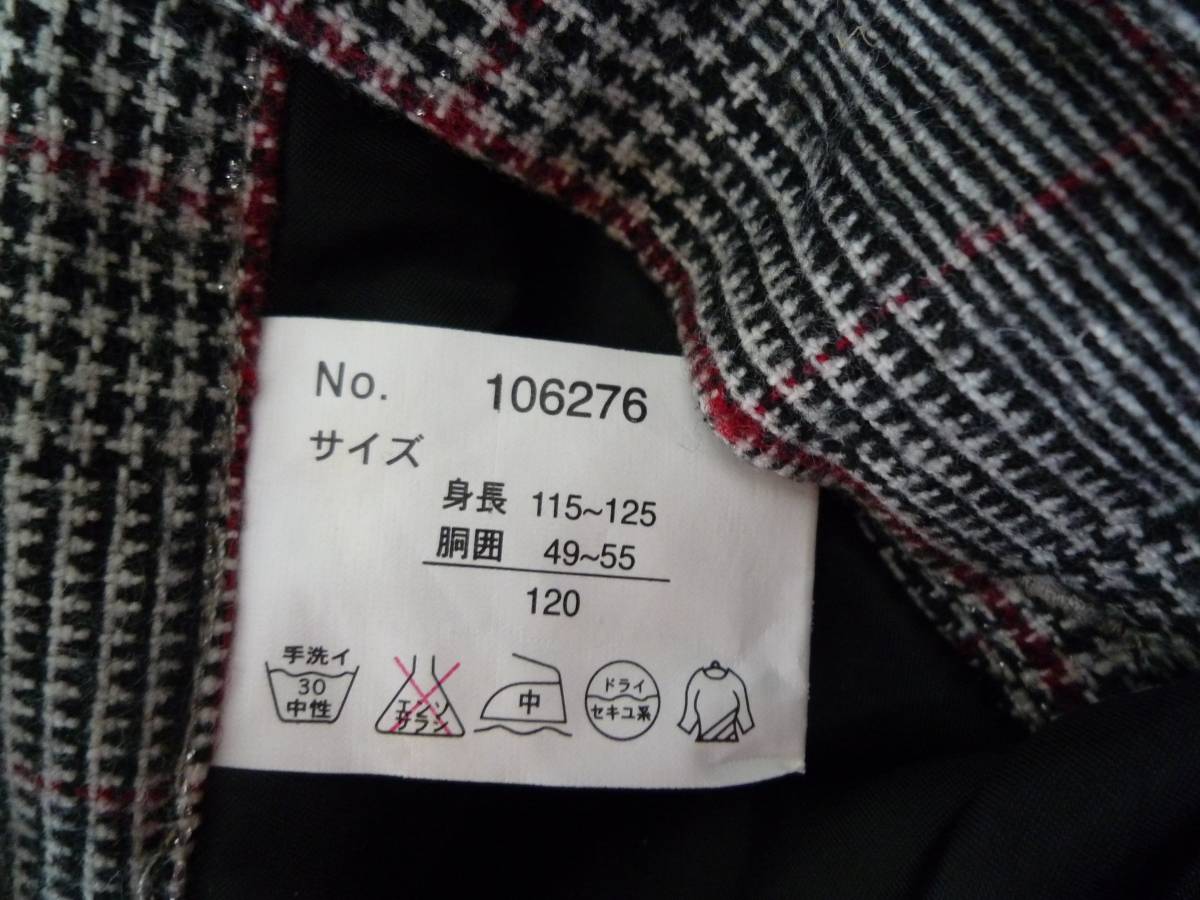 No. 106276
サイズ
身長 115~125
胴囲 49~55
120
手洗イ
30
中性
エンソ
サラシ
中
ドライ
セキユ系